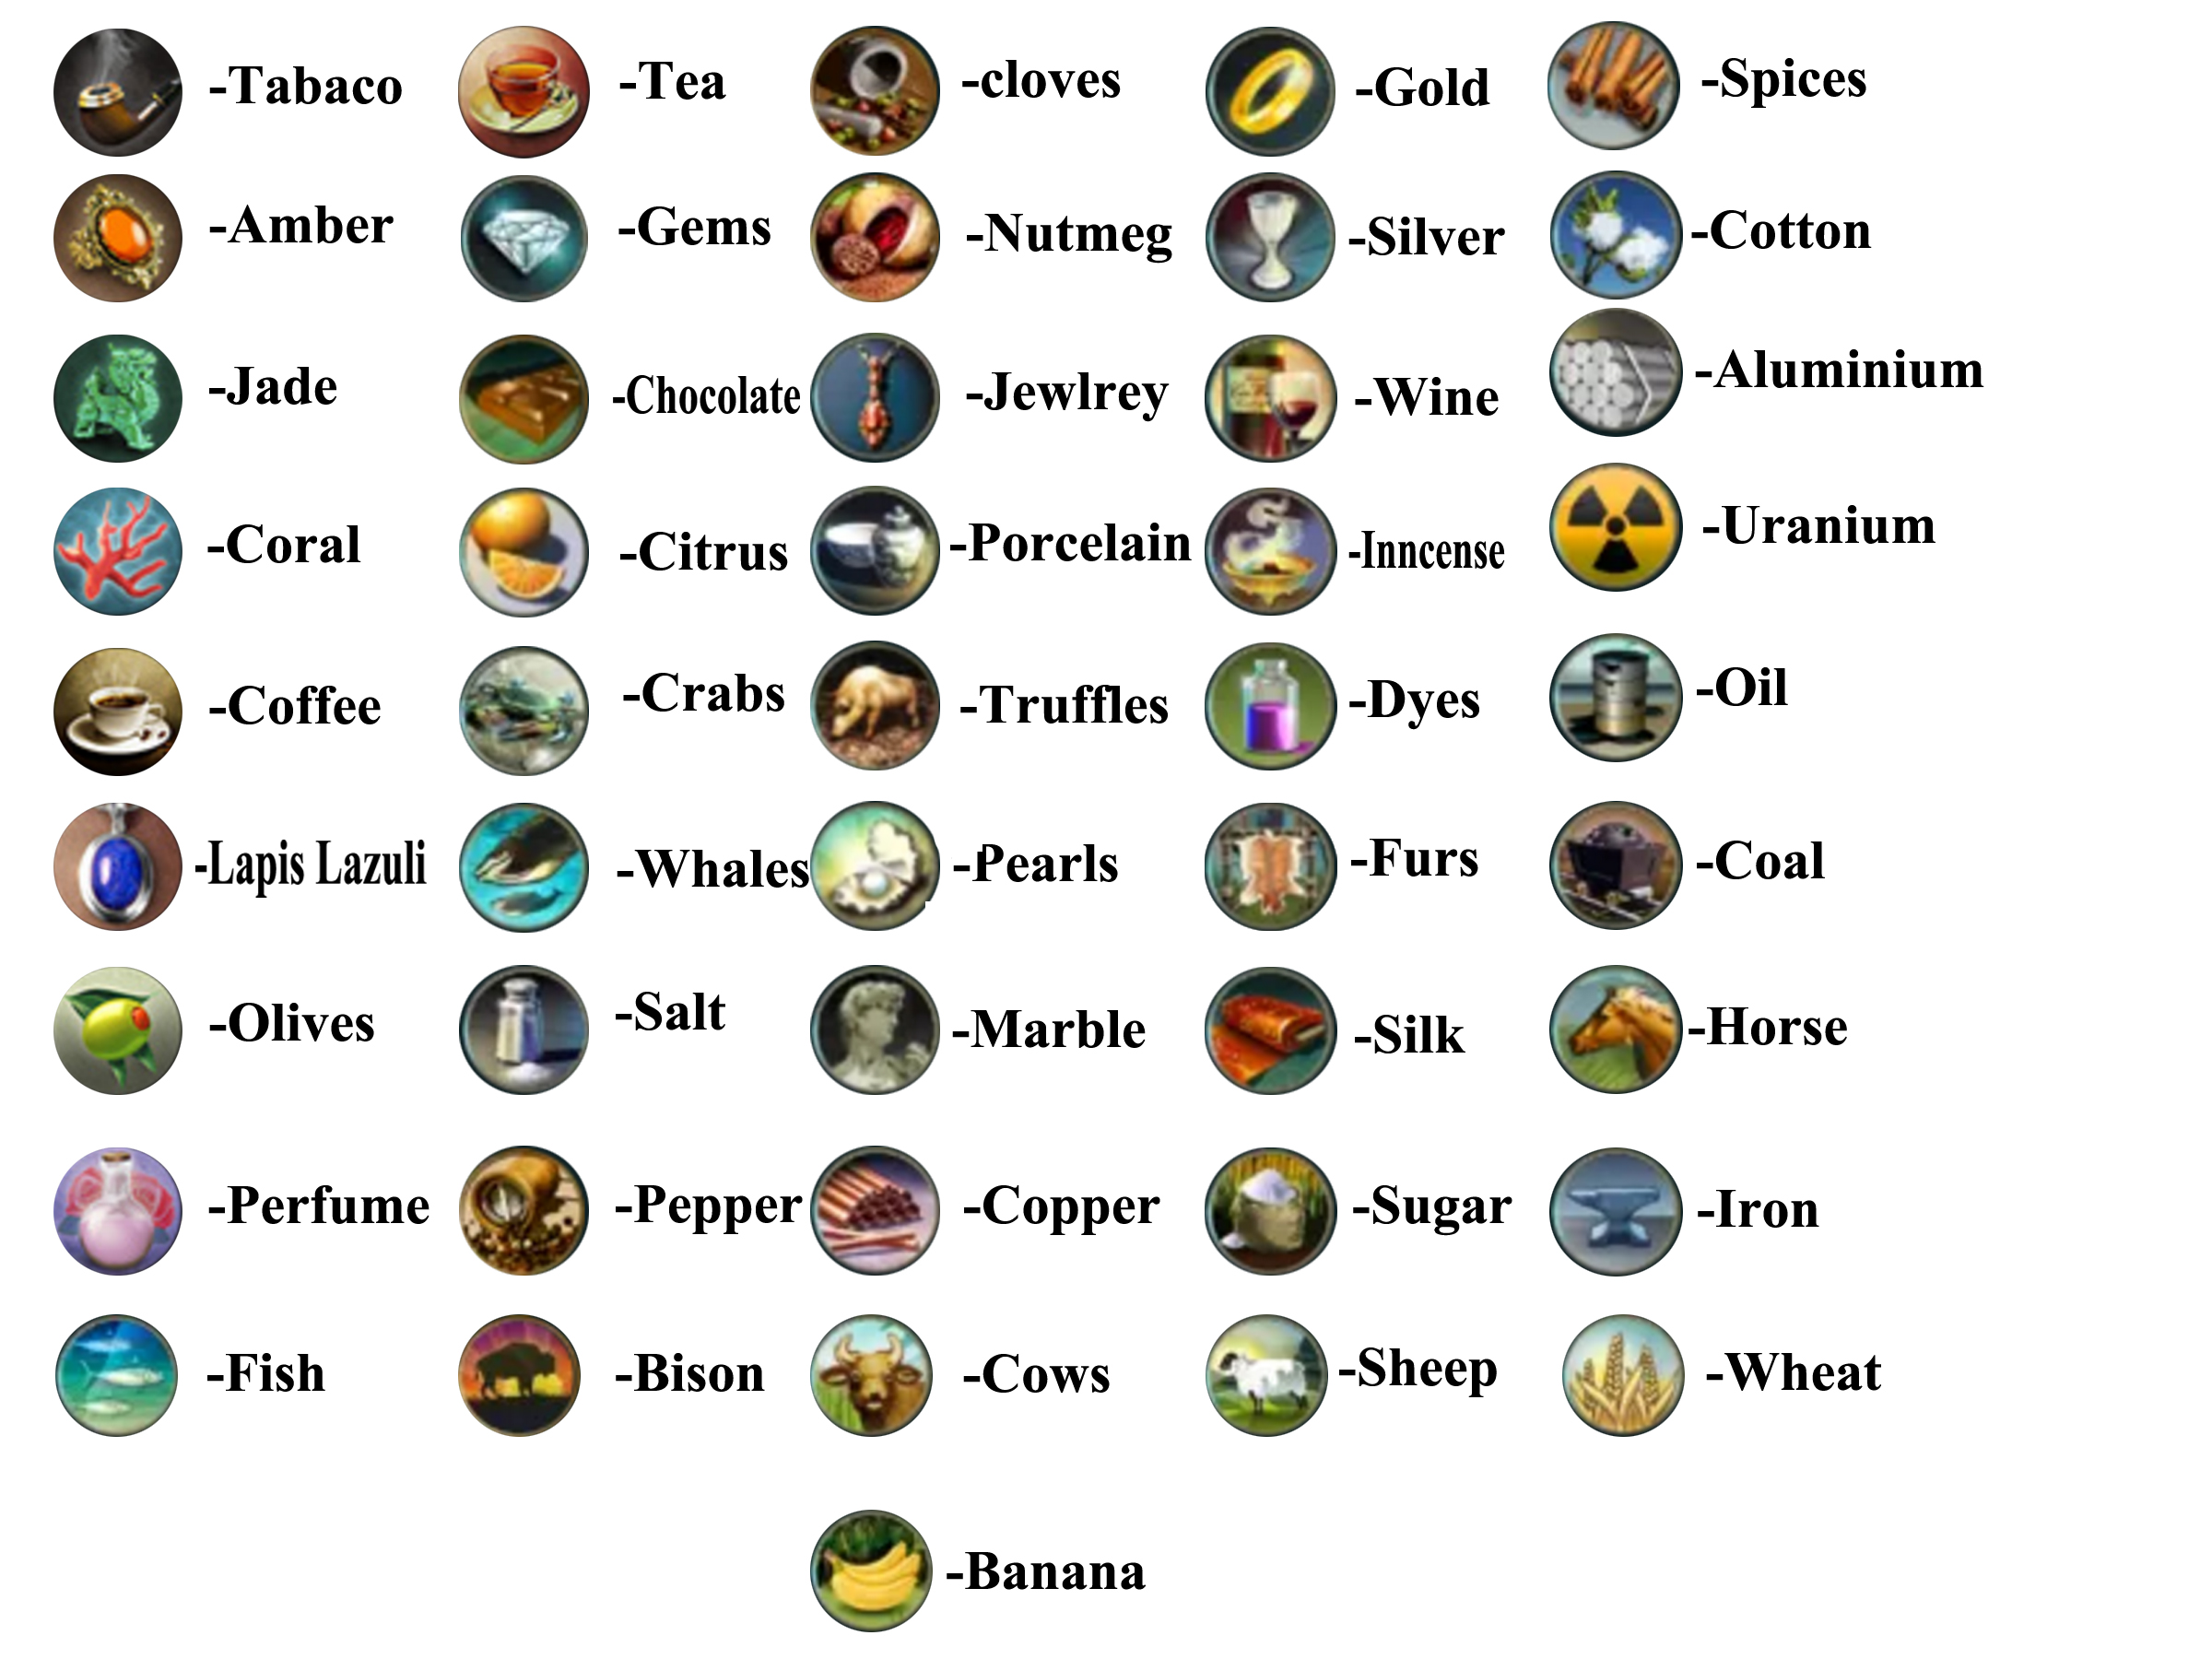 -Tabaco -Tea -cloves -Gold -Spices
-Amber -Gems -Nutmeg -Silver -Cotton
-Jade -Chocolate -Jewlrey -Wine -Aluminium
-Coral -Citrus -Porcelain -Inncense -Uranium
-Coffee -Crabs -Truffles -Dyes -Oil
-Lapis Lazuli -Whales -Pearls -Furs -Coal
-Olives -Salt -Marble -Silk -Horse
-Perfume -Pepper -Copper -Sugar -Iron
-Fish -Bison -Cows -Sheep -Wheat
-Banana